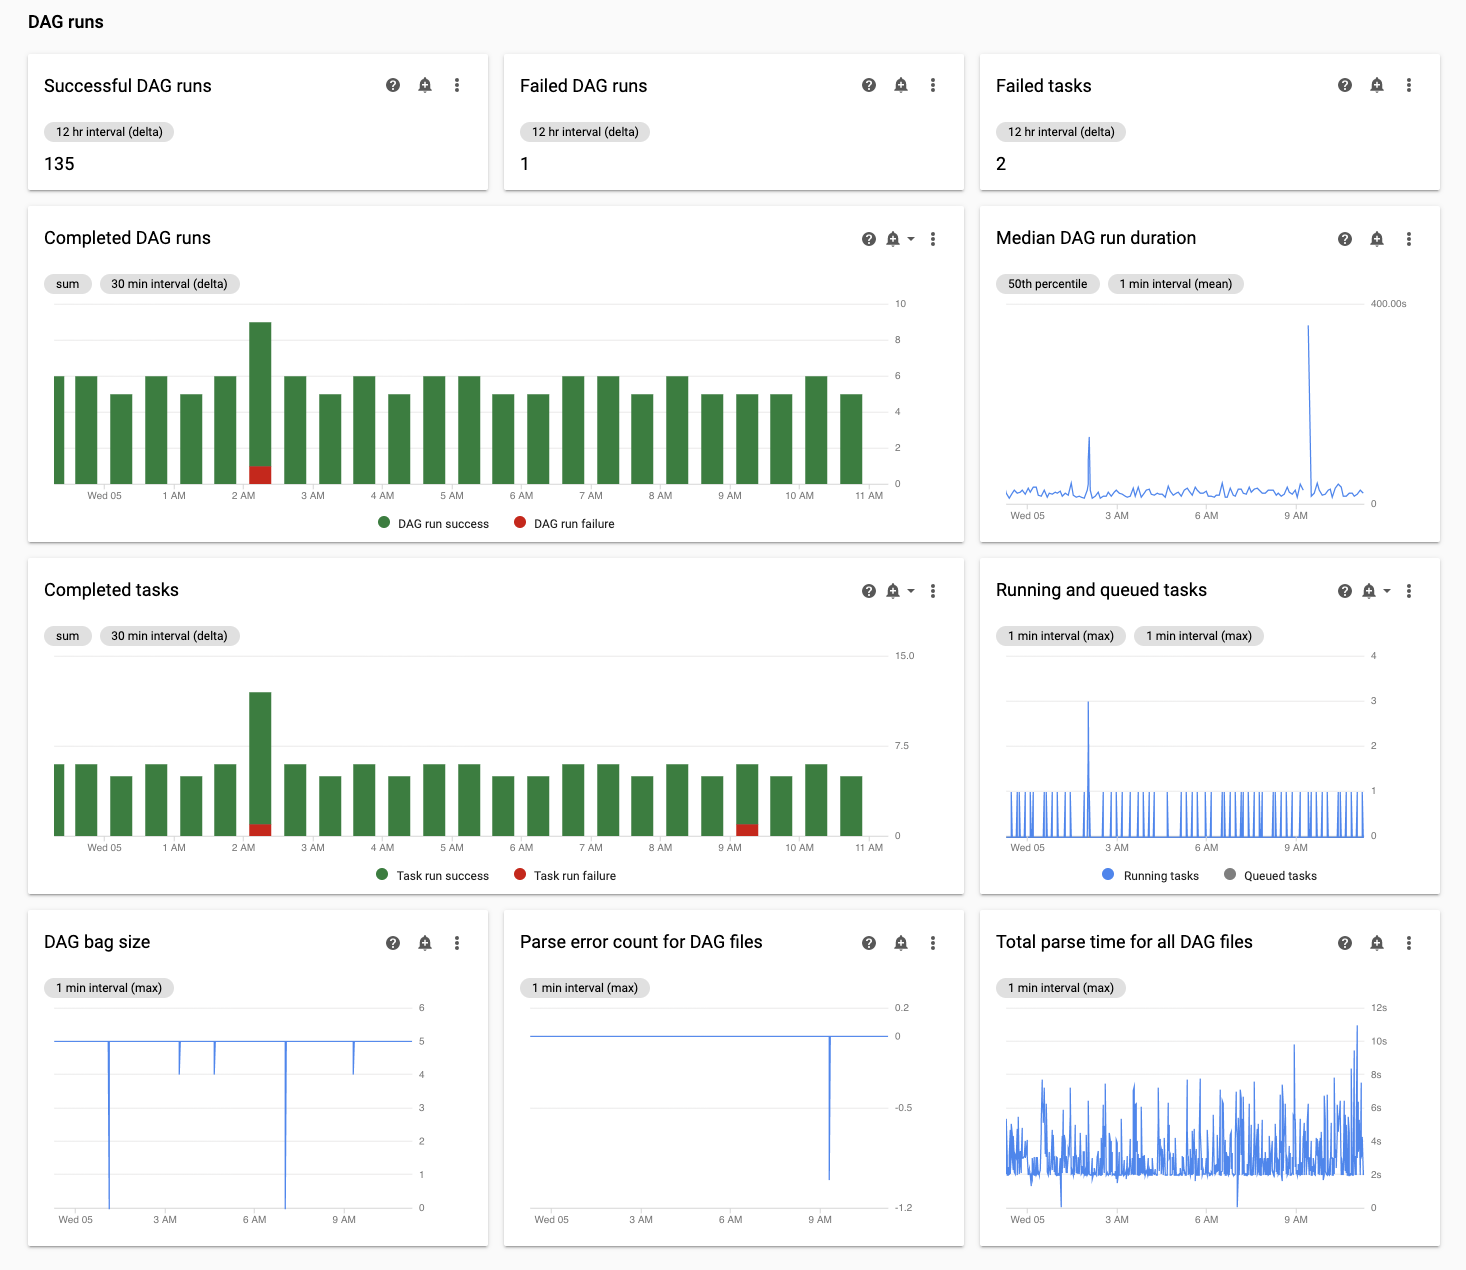 DAG runs
Successful DAG runs
12 hr interval (delta)
135
Failed DAG runs
12 hr interval (delta)
1
Failed tasks
12 hr interval (delta)
2
Completed DAG runs
sum 30 min interval (delta)
10
8
6
4
2
0
Wed 05 1 AM 2 AM 3 AM 4 AM 5 AM 6 AM 7 AM 8 AM 9 AM 10 AM 11 AM
DAG run success DAG run failure
Median DAG run duration
50th percentile 1 min interval (mean)
400.00s
0
Wed 05 3 AM 6 AM 9 AM
Completed tasks
sum 30 min interval (delta)
15.0
7.5
0
Wed 05 1 AM 2 AM 3 AM 4 AM 5 AM 6 AM 7 AM 8 AM 9 AM 10 AM 11 AM
Task run success Task run failure
Running and queued tasks
1 min interval (max) 1 min interval (max)
4
3
2
1
0
Wed 05 3 AM 6 AM 9 AM
Running tasks Queued tasks
DAG bag size
1 min interval (max)
6
5
4
3
2
1
0
Wed 05 3 AM 6 AM 9 AM
Parse error count for DAG files
1 min interval (max)
0.2
0
-0.5
-1.2
Wed 05 3 AM 6 AM 9 AM
Total parse time for all DAG files
1 min interval (max)
12s
10s
8s
6s
4s
2s
0
Wed 05 3 AM 6 AM 9 AM